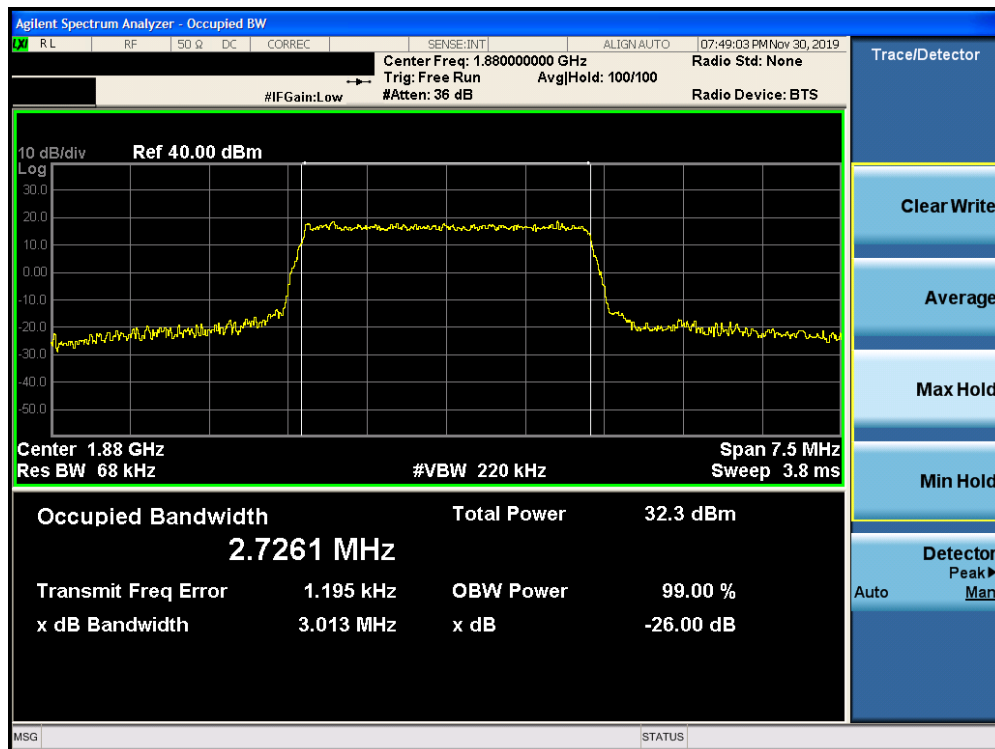 Agilent Spectrum Analyzer - Occupied BW
LXI RL RF 50 Ω DC CORREC SENSE:INT ALIGNAUTO 07:49:03 PM Nov 30, 2019
Center Freq: 1.880000000 GHz Radio Std: None
Trig: Free Run Avg|Hold: 100/100
#IFGain:Low #Atten: 36 dB Radio Device: BTS
Trace/Detector
10 dB/div Ref 40.00 dBm
Log
30.0
20.0
10.0
0.00
-10.0
-20.0
-30.0
-40.0
-50.0
Center 1.88 GHz Span 7.5 MHz
Res BW 68 kHz #VBW 220 kHz Sweep 3.8 ms
Occupied Bandwidth Total Power 32.3 dBm
2.7261 MHz
Transmit Freq Error 1.195 kHz OBW Power 99.00 %
x dB Bandwidth 3.013 MHz x dB -26.00 dB
Clear Write
Average
Max Hold
Min Hold
Detector
Peak▶
Auto Man
MSG STATUS